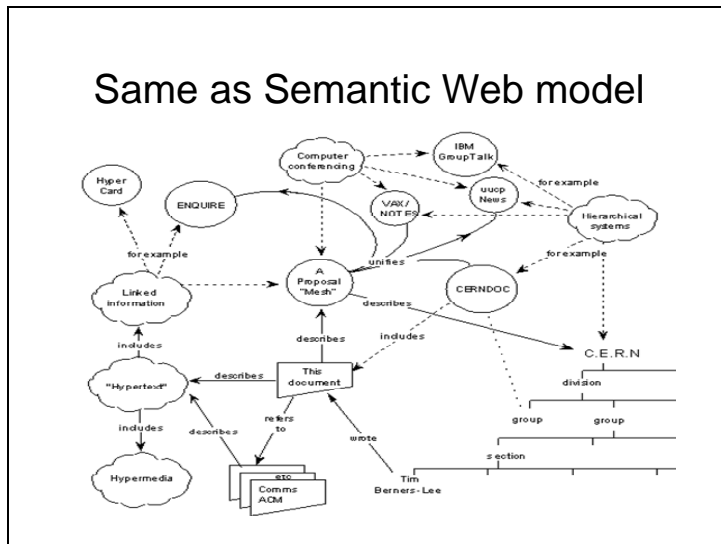 Same as Semantic Web model
IBM
GroupTalk
Computer
conferencing
Hyper
Card
for example
uucp
News
ENQUIRE
VAX/
NOTES
Hierarchical
systems
unifies
for example
A
Proposal
"Mesh"
for example
CERNDOC
Linked
information
describes
describes
includes
C.E.R.N
includes
This
document
describes
division
"Hypertext"
refers
to
group
group
describes
includes
wrote
section
etc
Hypermedia
Comms
ACM
Tim
Berners-Lee